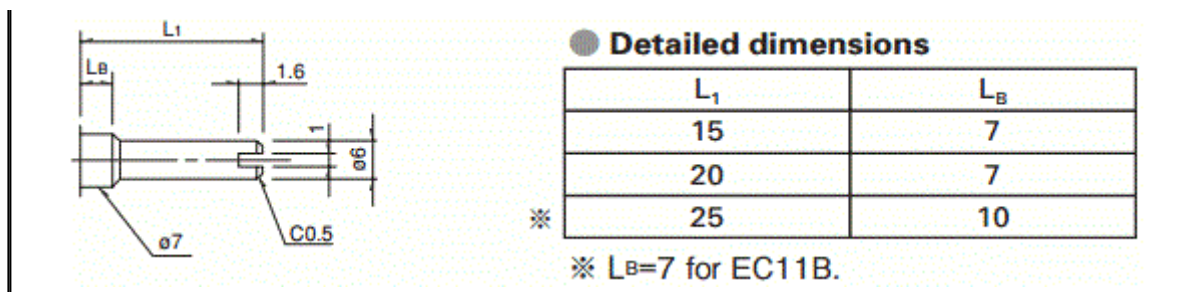 L1
LB
1.6
1
ø6
ø7
C0.5
Detailed dimensions
L1 LB
15 7
20 7
※ 25 10
※ LB=7 for EC11B.